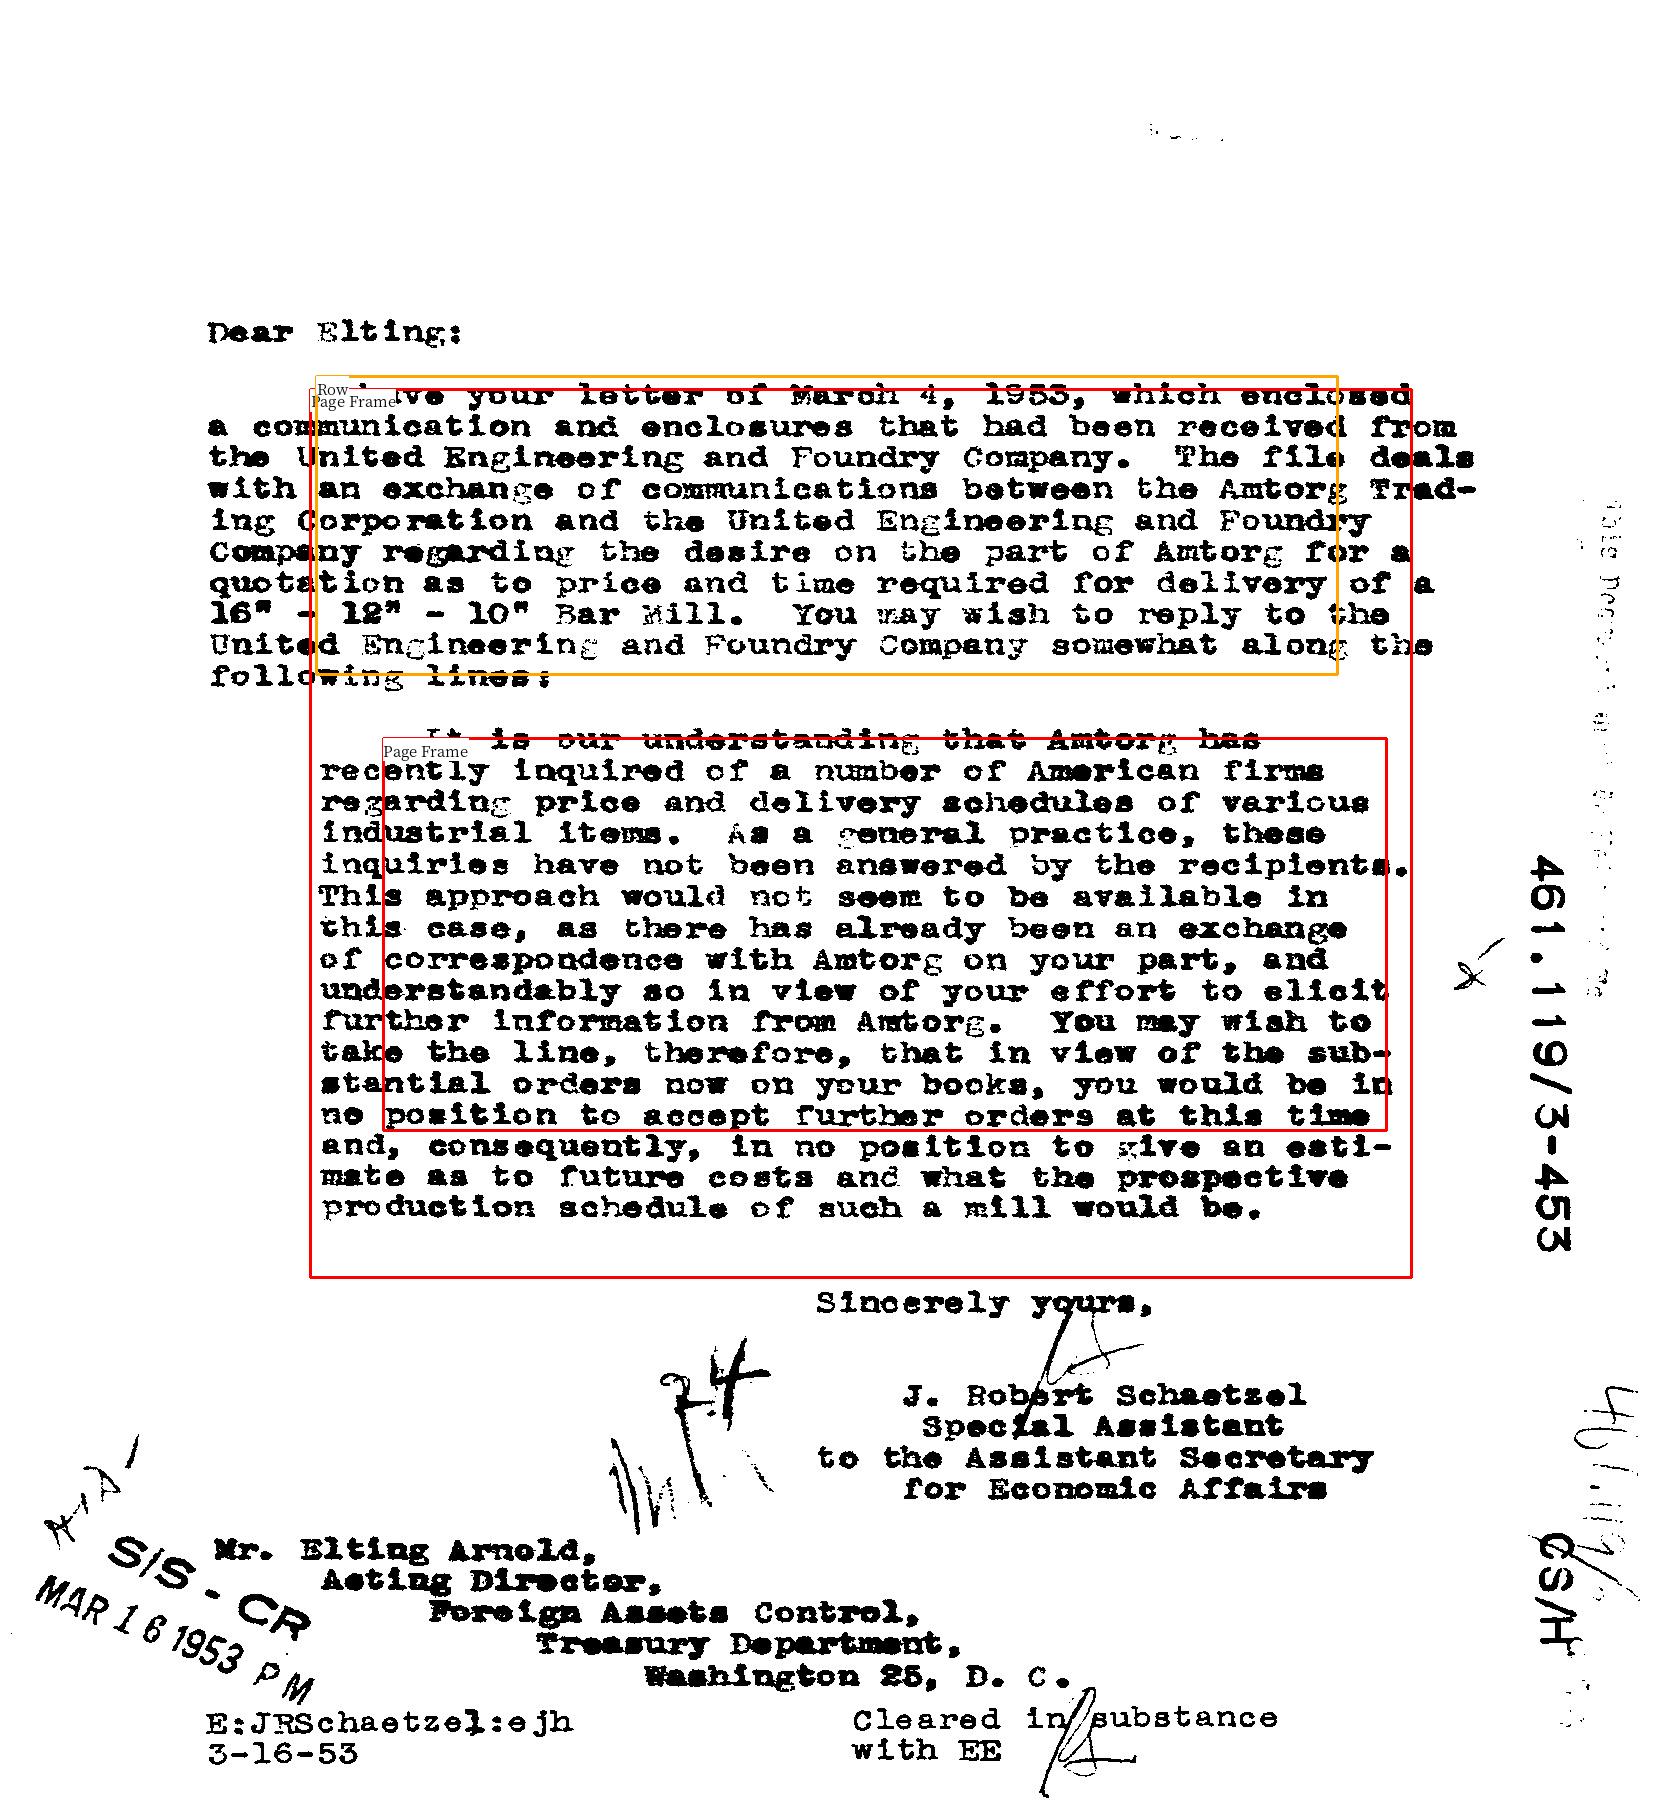 Dear Elting:
Row
Page Frame
ve your letter of March 4, 1953, which enclosed
a communication and enclosures that had been received from
the United Engineering and Foundry Company. The file deals
with an exchange of communications between the Amtorg Trad-
ing Corporation and the United Engineering and Foundry
Company regarding the desire on the part of Amtorg for a
quotation as to price and time required for delivery of a
16" - 12" - 10" Bar Mill. You may wish to reply to the
United Engineering and Foundry Company somewhat along the
following lines:
Page Frame
It is our understanding that Amtorg has
recently inquired of a number of American firms
regarding price and delivery schedules of various
industrial items. As a general practice, these
inquiries have not been answered by the recipients.
This approach would not seem to be available in
this case, as there has already been an exchange
of correspondence with Amtorg on your part, and
understandably so in view of your effort to elicit
further information from Amtorg. You may wish to
take the line, therefore, that in view of the sub-
stantial orders now on your books, you would be in
no position to accept further orders at this time
and, consequently, in no position to give an esti-
mate as to future costs and what the prospective
production schedule of such a mill would be.
Sincerely yours,
J. Robert Schaetzel
Special Assistant
to the Assistant Secretary
for Economic Affairs
Mr. Elting Arnold,
Acting Director,
Foreign Assets Control,
Treasury Department,
Washington 25, D. C.
S/S - CR
MAR 16 1953 PM
E:JRSchaetzel:ejh
3-16-53
Cleared in substance
with EE
461.119/3-453
461.119/
CS/H